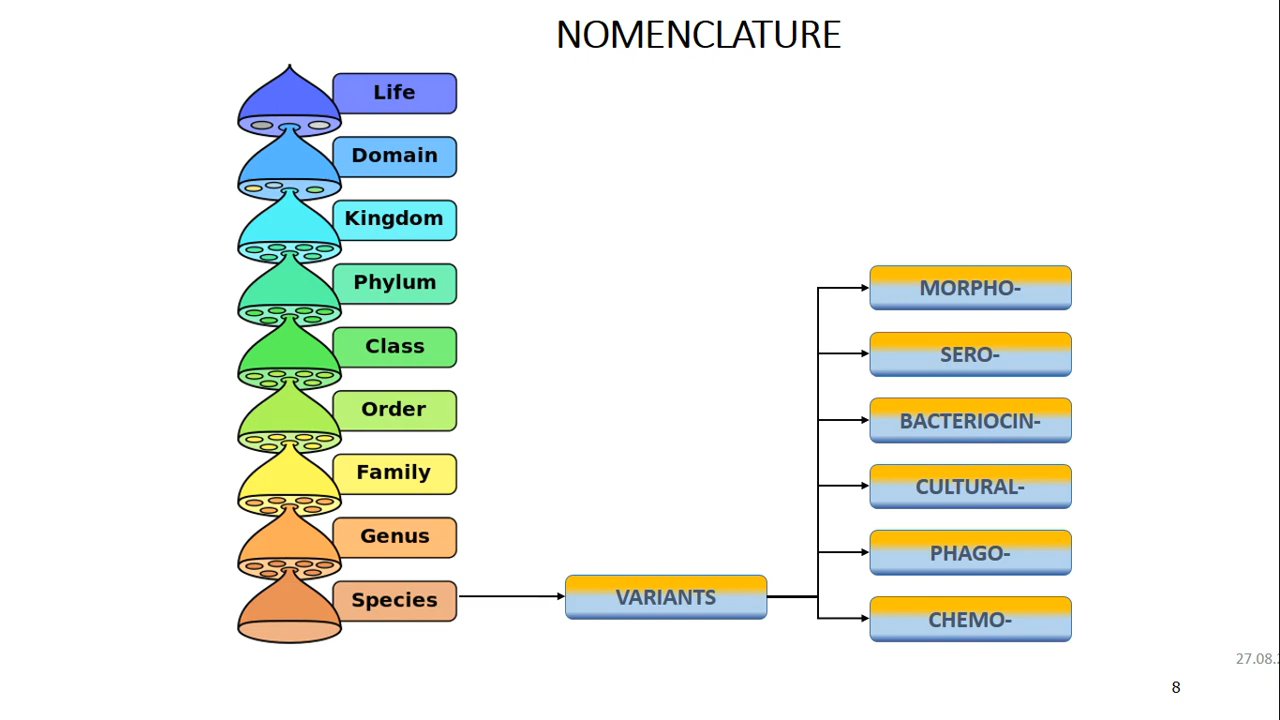 NOMENCLATURE
Life
Domain
Kingdom
Phylum
Class
Order
Family
Genus
Species
VARIANTS
MORPHO-
SERO-
BACTERIOCIN-
CULTURAL-
PHAGO-
CHEMO-
27.08.
8